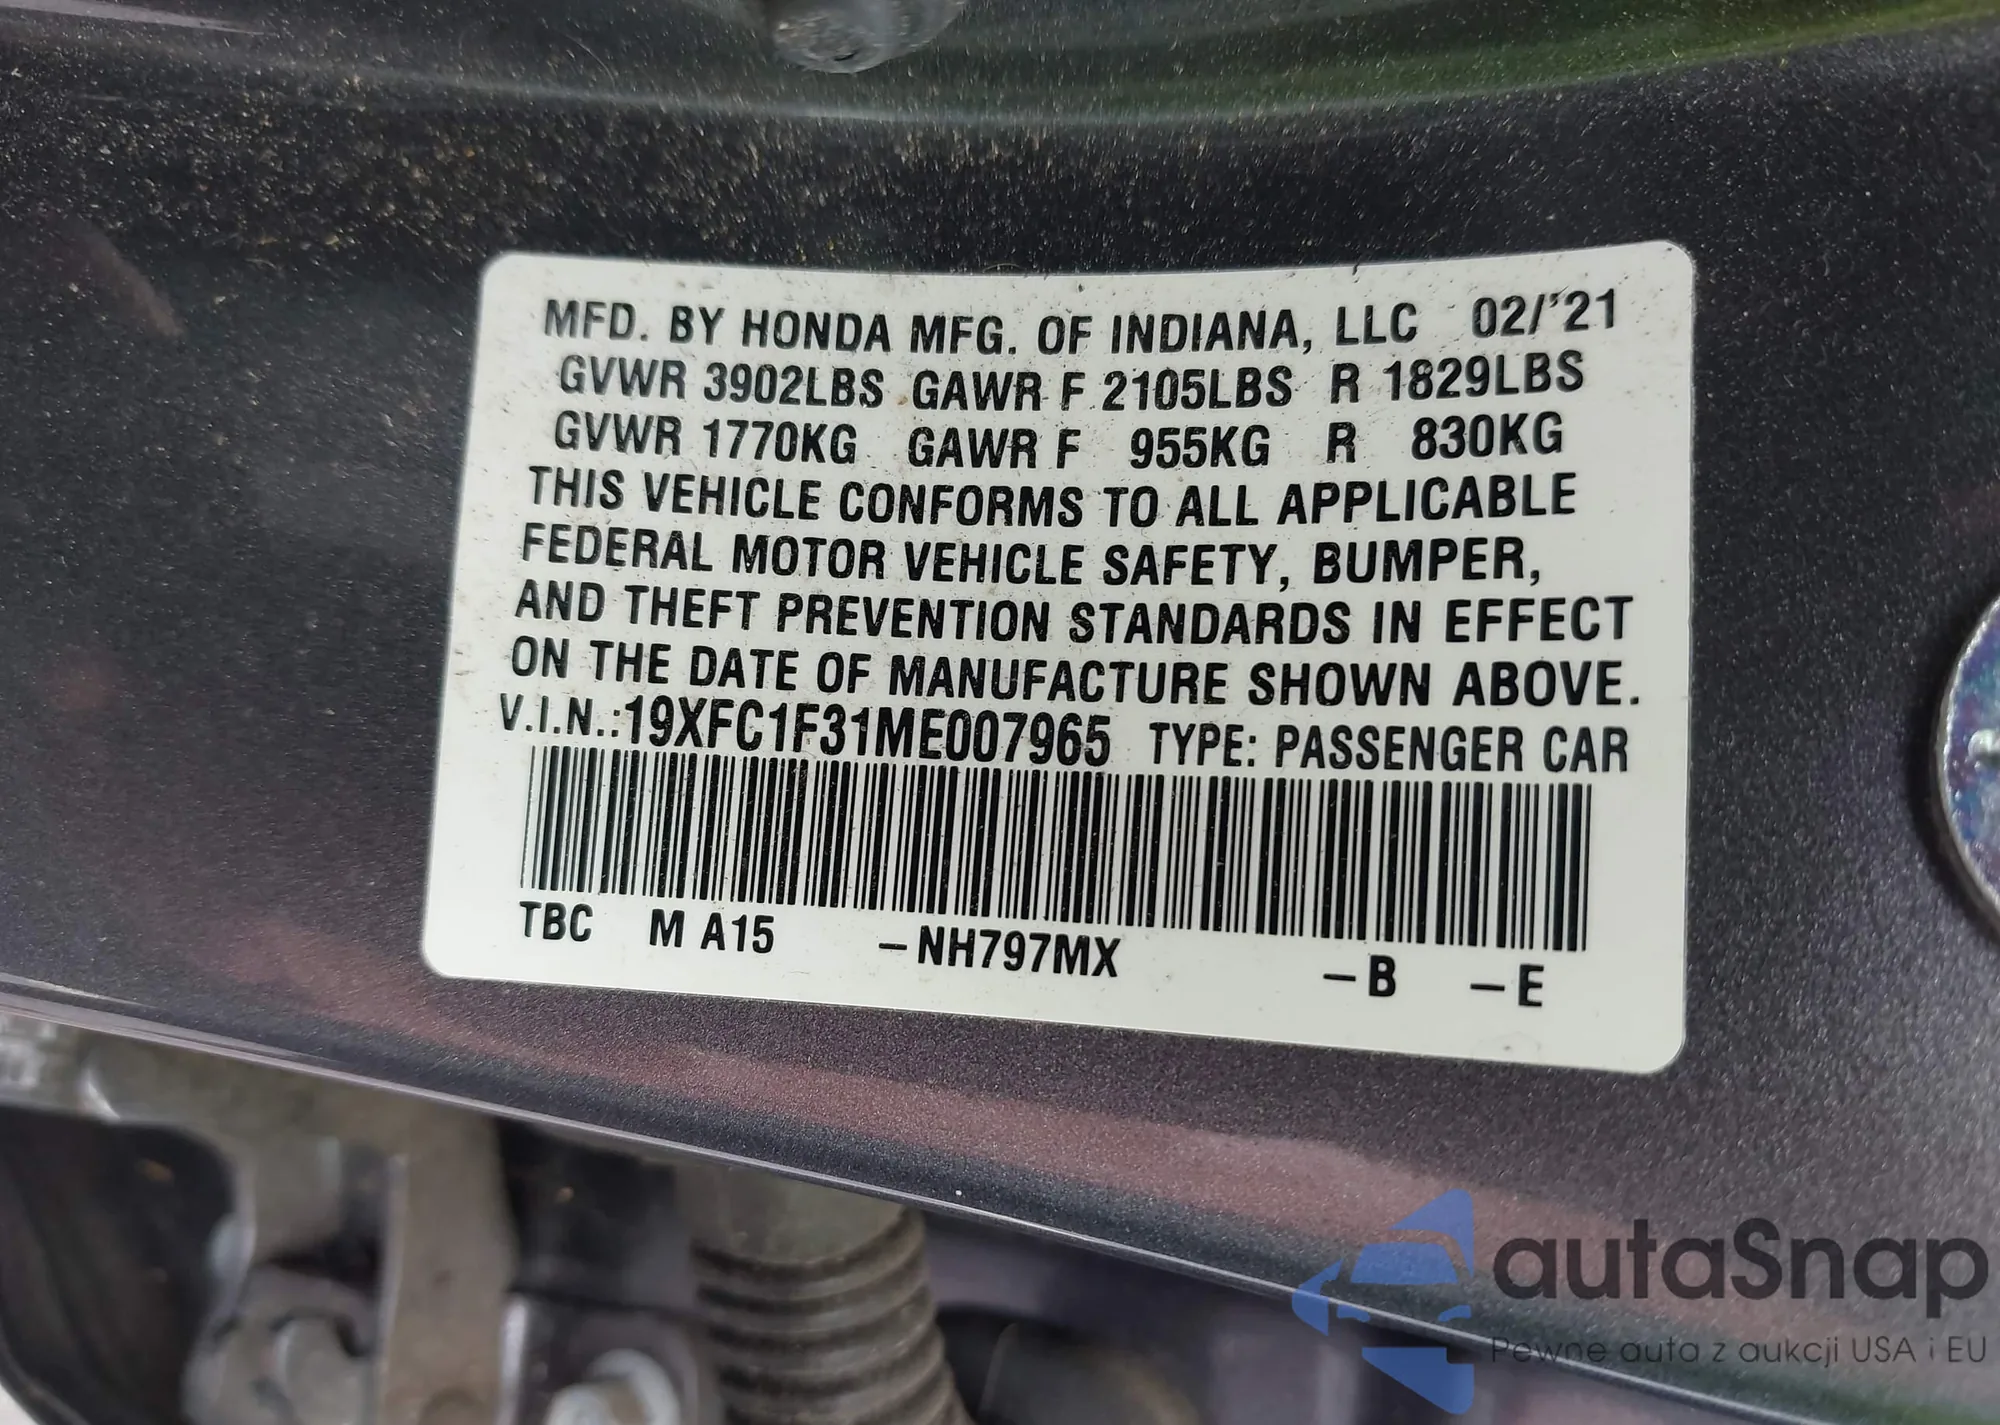 MFD. BY HONDA MFG. OF INDIANA, LLC 02/'21
GVWR 3902LBS GAWR F 2105LBS R 1829LBS
GVWR 1770KG GAWR F 955KG R 830KG
THIS VEHICLE CONFORMS TO ALL APPLICABLE
FEDERAL MOTOR VEHICLE SAFETY, BUMPER,
AND THEFT PREVENTION STANDARDS IN EFFECT
ON THE DATE OF MANUFACTURE SHOWN ABOVE.
V.I.N.:19XFC1F31ME007965 TYPE: PASSENGER CAR
TBC M A15 -NH797MX -B -E
autaSnap
Pewne auta z aukcji USA i EU